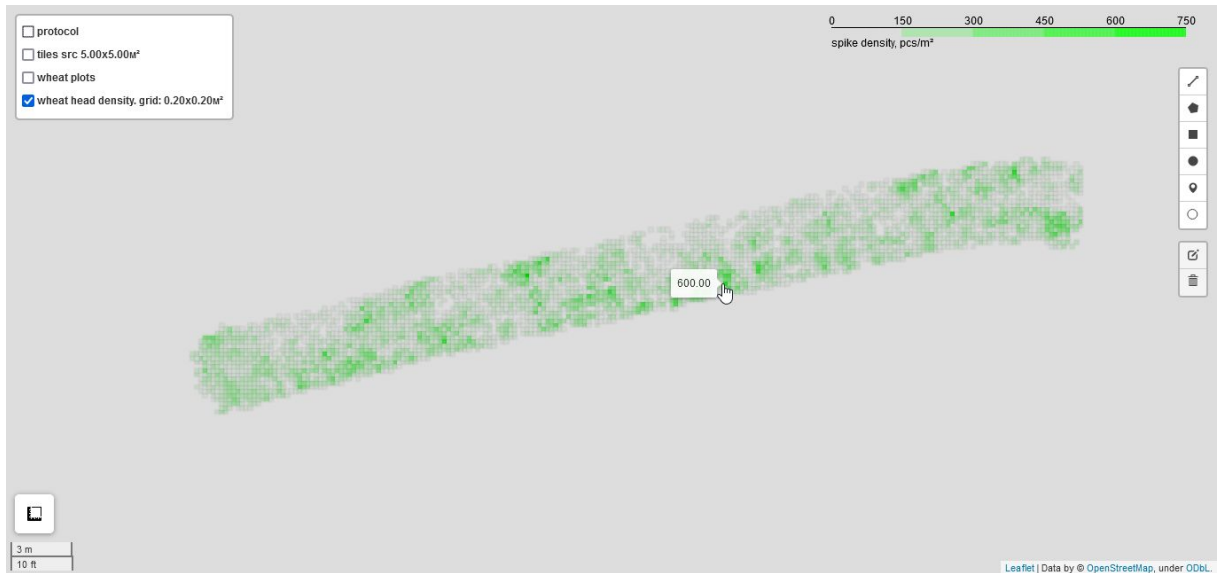 protocol
tiles src 5.00x5.00м²
wheat plots
wheat head density. grid: 0.20x0.20м²
0 150 300 450 600 750
spike density, pcs/m²
600.00
3 m
10 ft
Leaflet | Data by © OpenStreetMap, under ODbL.